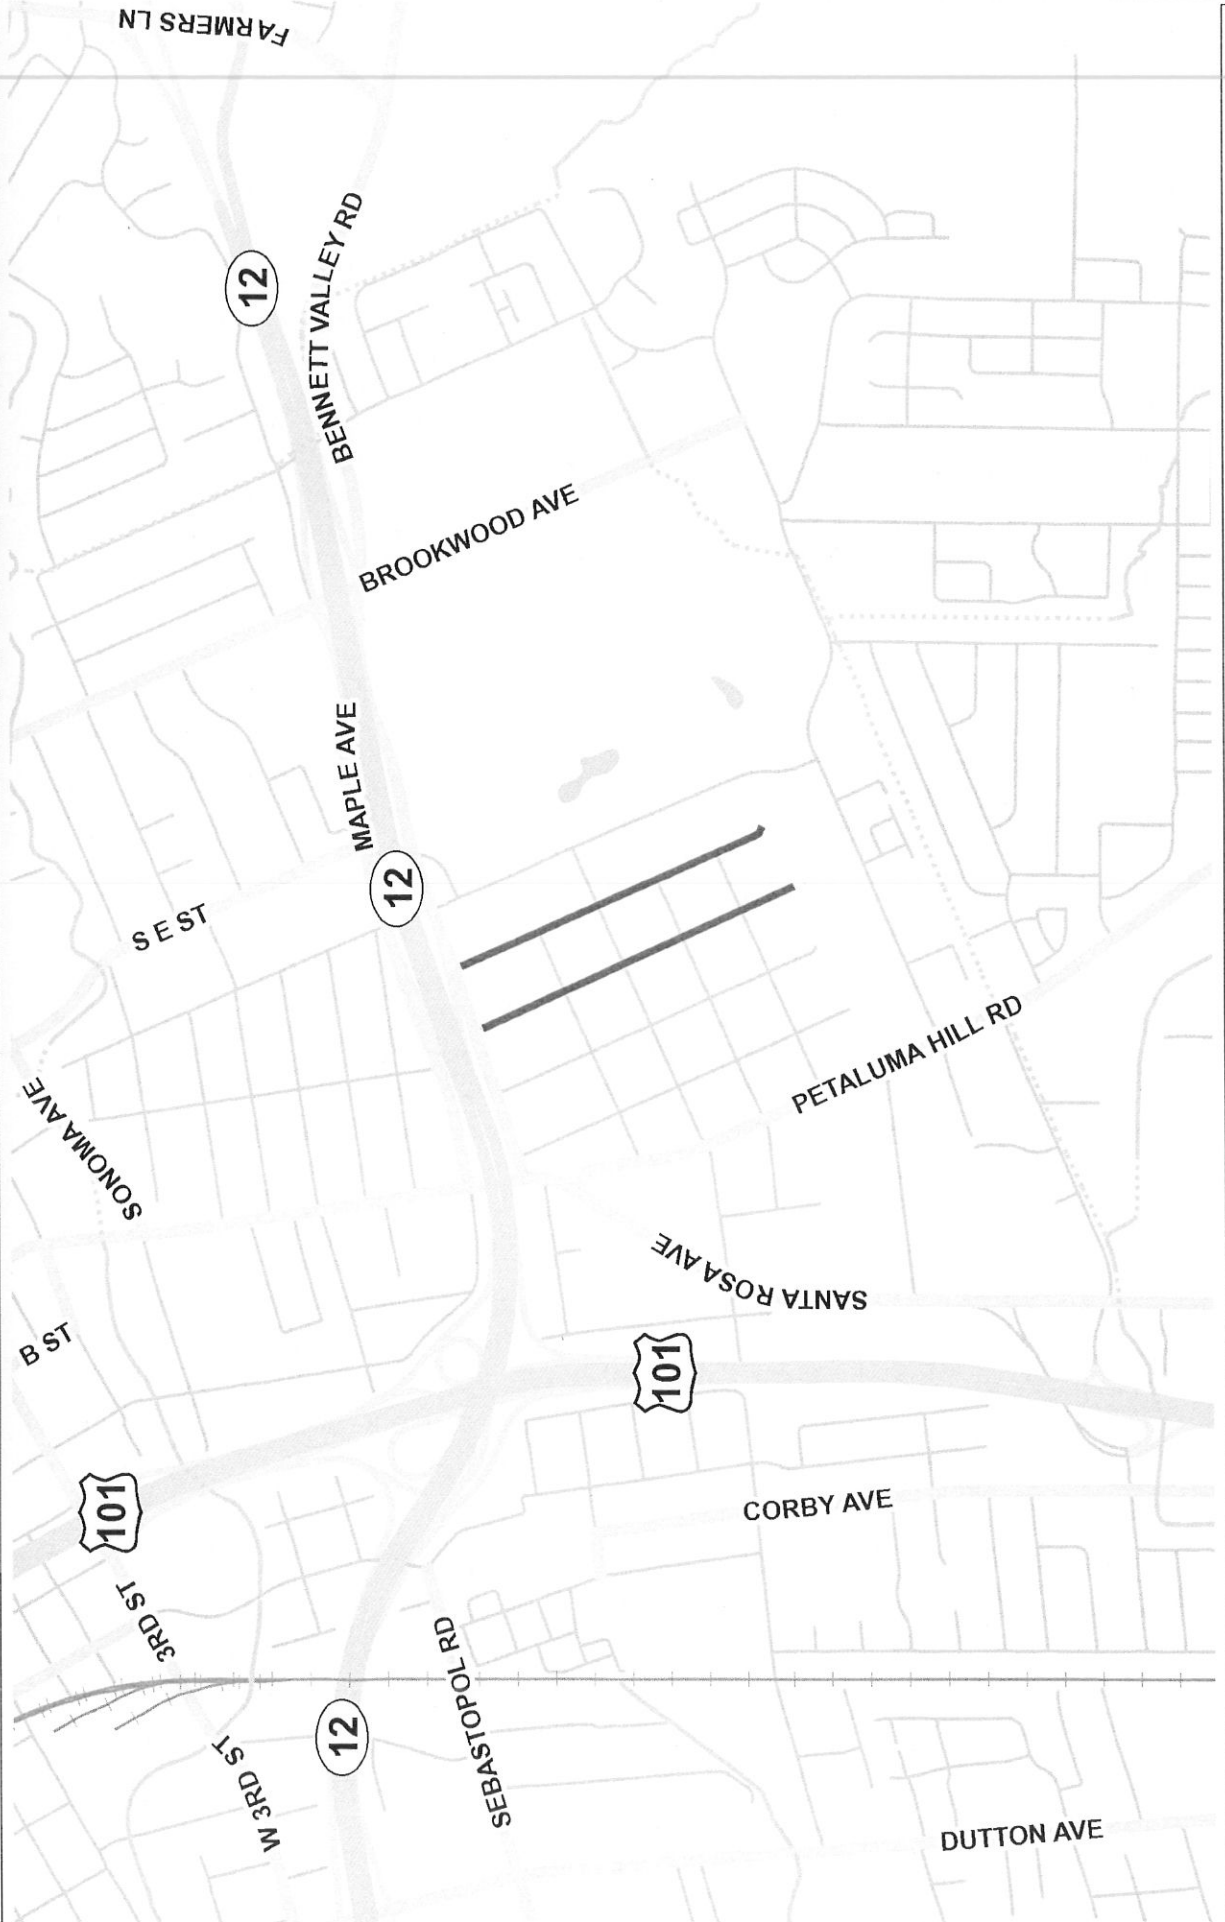 FARMERS LN
12
BENNETT VALLEY RD
BROOKWOOD AVE
MAPLE AVE
12
S E ST
SONOMA AVE
PETALUMA HILL RD
SANTA ROSA AVE
B ST
101
101
CORBY AVE
3RD ST
SEBASTOPOL RD
W 3RD ST
12
DUTTON AVE